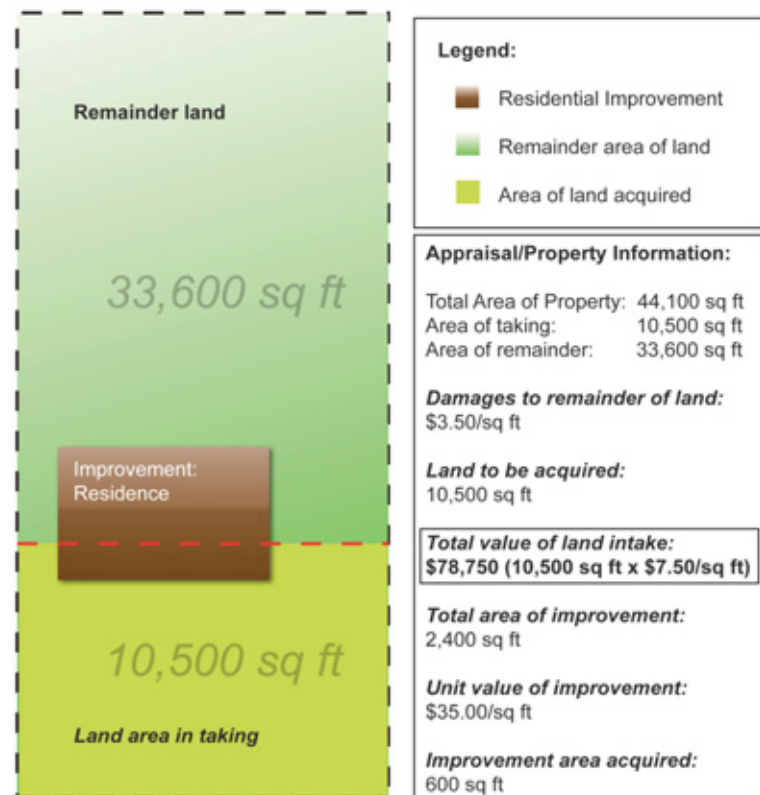 Remainder land
33,600 sq ft
Improvement:
Residence
10,500 sq ft
Land area in taking
Legend:
Residential Improvement
Remainder area of land
Area of land acquired
Appraisal/Property Information:
Total Area of Property: 44,100 sq ft
Area of taking: 10,500 sq ft
Area of remainder: 33,600 sq ft
Damages to remainder of land:
$3.50/sq ft
Land to be acquired:
10,500 sq ft
Total value of land intake:
$78,750 (10,500 sq ft x $7.50/sq ft)
Total area of improvement:
2,400 sq ft
Unit value of improvement:
$35.00/sq ft
Improvement area acquired:
600 sq ft